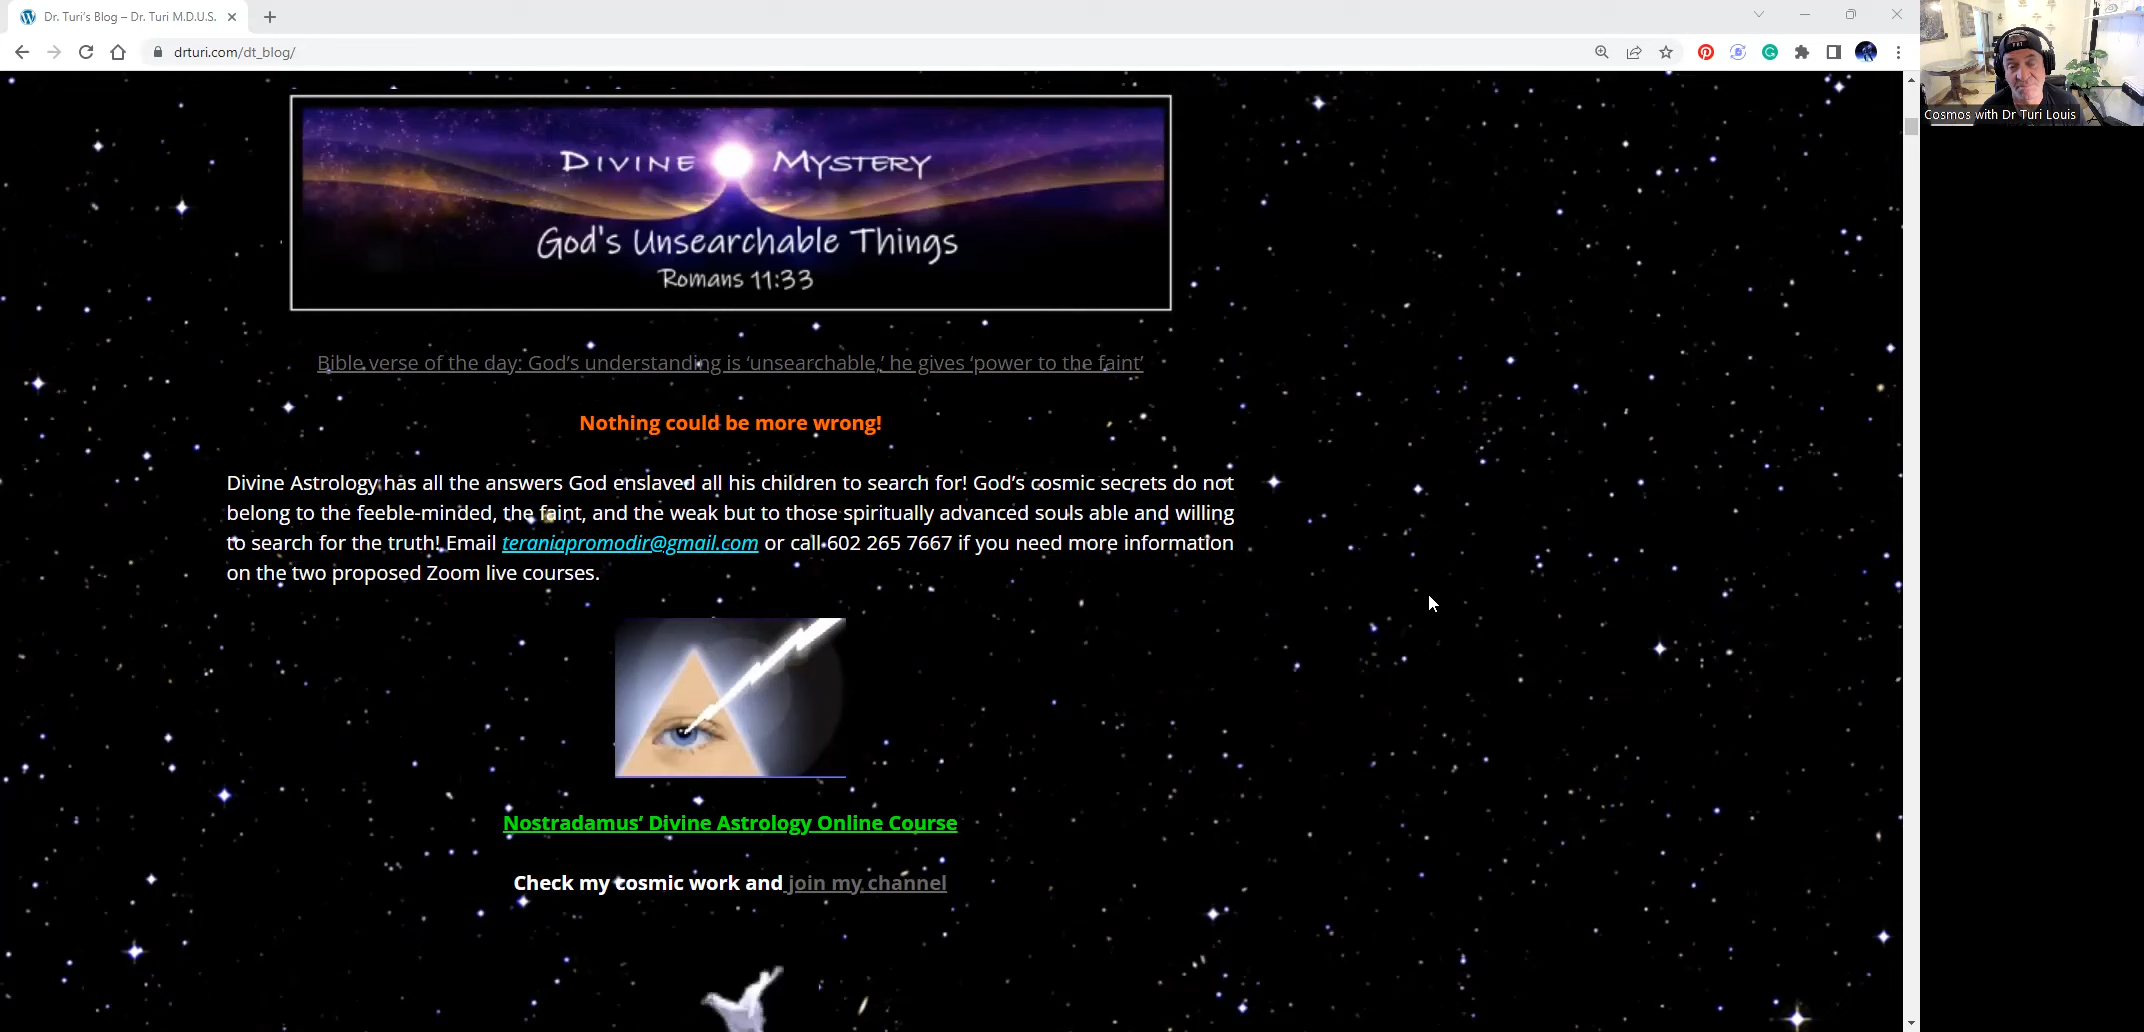 Dr. Turi's Blog – Dr. Turi M.D.U.S.
drturi.com/dt_blog/
Cosmos with Dr Turi Louis
DIVINE MYSTERY
God's Unsearchable Things
Romans 11:33
Bible verse of the day: God’s understanding is ‘unsearchable,’ he gives ‘power to the faint’
Nothing could be more wrong!
Divine Astrology has all the answers God enslaved all his children to search for! God’s cosmic secrets do not
belong to the feeble-minded, the faint, and the weak but to those spiritually advanced souls able and willing
to search for the truth! Email teraniapromodir@gmail.com or call 602 265 7667 if you need more information
on the two proposed Zoom live courses.
Nostradamus’ Divine Astrology Online Course
Check my cosmic work and join my channel